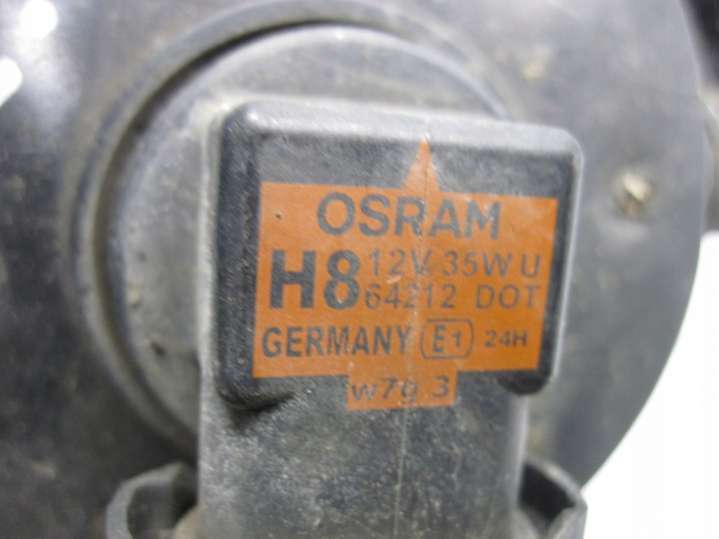 OSRAM
H8 12V 35W U
64212 DOT
GERMANY E1 24H
w7g 3